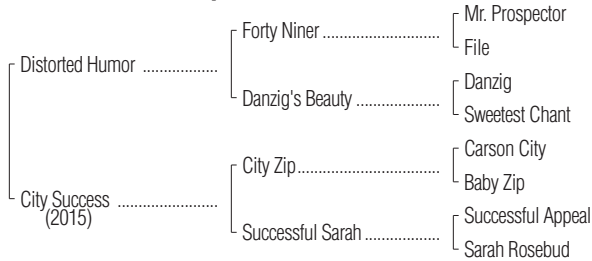 Mr. Prospector
Forty Niner ........................
File
Distorted Humor ..................
Danzig
Danzig's Beauty .................
Sweetest Chant
Carson City
City Zip..............................
Baby Zip
City Success .....................
(2015)
Successful Appeal
Successful Sarah ................
Sarah Rosebud